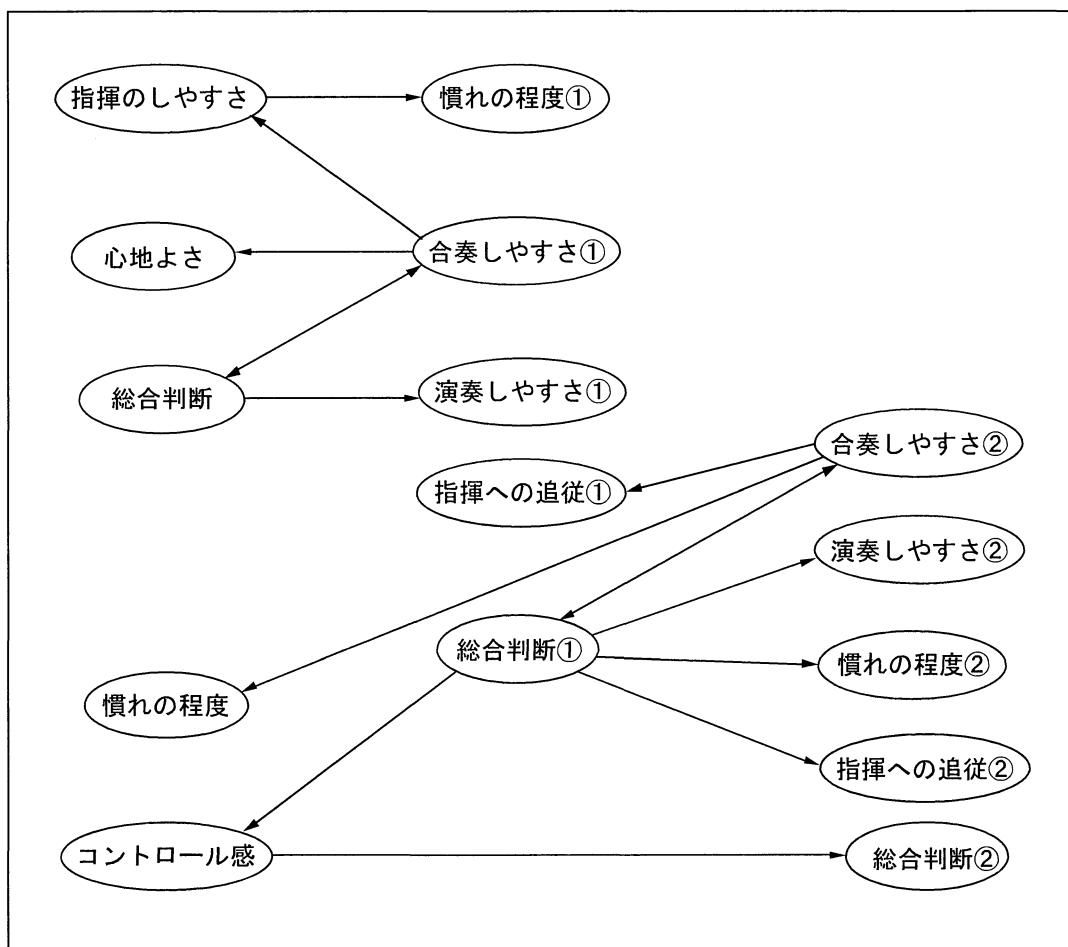 指揮のしやすさ
慣れの程度①
心地よさ
合奏しやすさ①
総合判断
演奏しやすさ①
合奏しやすさ②
指揮への追従①
演奏しやすさ②
総合判断①
慣れの程度②
慣れの程度
指揮への追従②
コントロール感
総合判断②